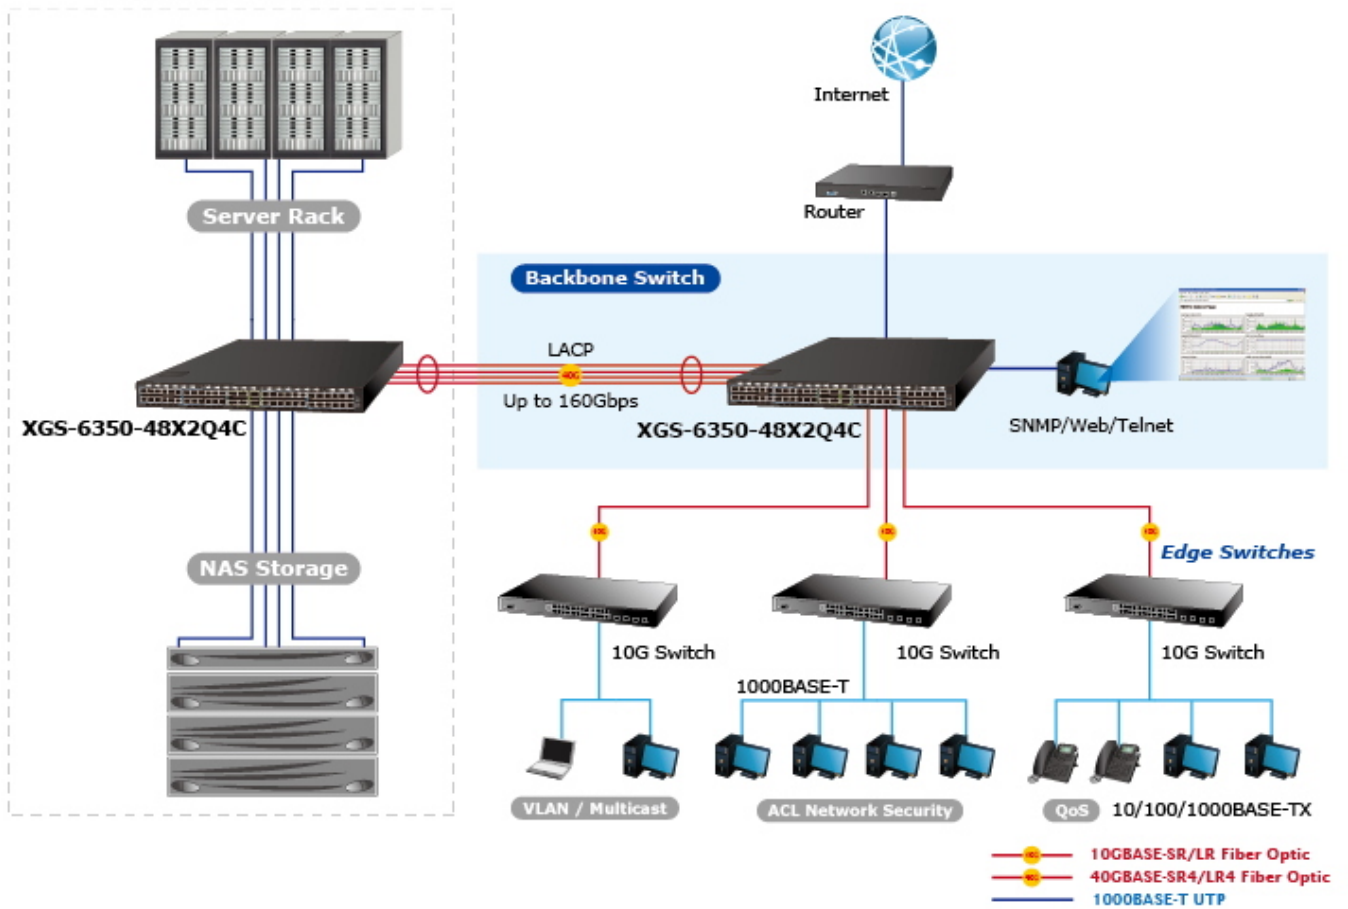 Internet
Router
Server Rack
Backbone Switch
LACP
40G
Up to 160Gbps
XGS-6350-48X2Q4C
XGS-6350-48X2Q4C
SNMP/Web/Telnet
NAS Storage
Edge Switches
10G Switch
10G Switch
10G Switch
1000BASE-T
VLAN / Multicast
ACL Network Security
QoS
10/100/1000BASE-TX
10GBASE-SR/LR Fiber Optic
40GBASE-SR4/LR4 Fiber Optic
1000BASE-T UTP